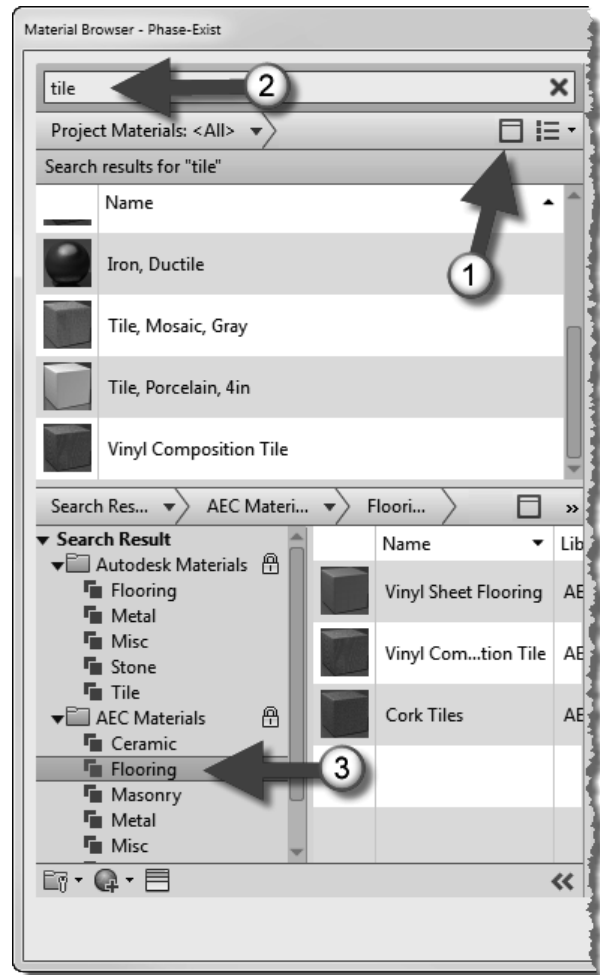 Material Browser - Phase-Exist
tile
2
Project Materials: <All>
Search results for "tile"
Name
1
Iron, Ductile
Tile, Mosaic, Gray
Tile, Porcelain, 4in
Vinyl Composition Tile
Search Res... AEC Materi... Floori... »
Search Result
Name
Lib
Autodesk Materials
Flooring
Metal
Misc
Stone
Tile
AEC Materials
Ceramic
Flooring
Masonry
Metal
Misc
Vinyl Sheet Flooring AE
Vinyl Com...tion Tile AE
Cork Tiles AE
3